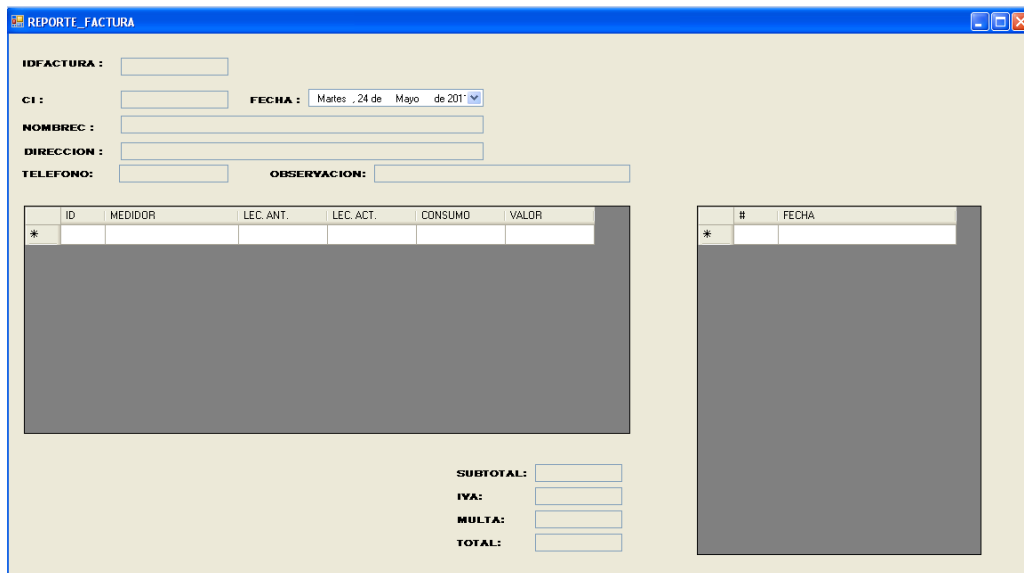 REPORTE_FACTURA
IDFACTURA :
CI : FECHA : Martes , 24 de Mayo de 2011
NOMBREC :
DIRECCION :
TELEFONO: OBSERVACION:
ID MEDIDOR LEC. ANT. LEC. ACT. CONSUMO VALOR
# FECHA
*
*
SUBTOTAL:
IVA:
MULTA:
TOTAL: